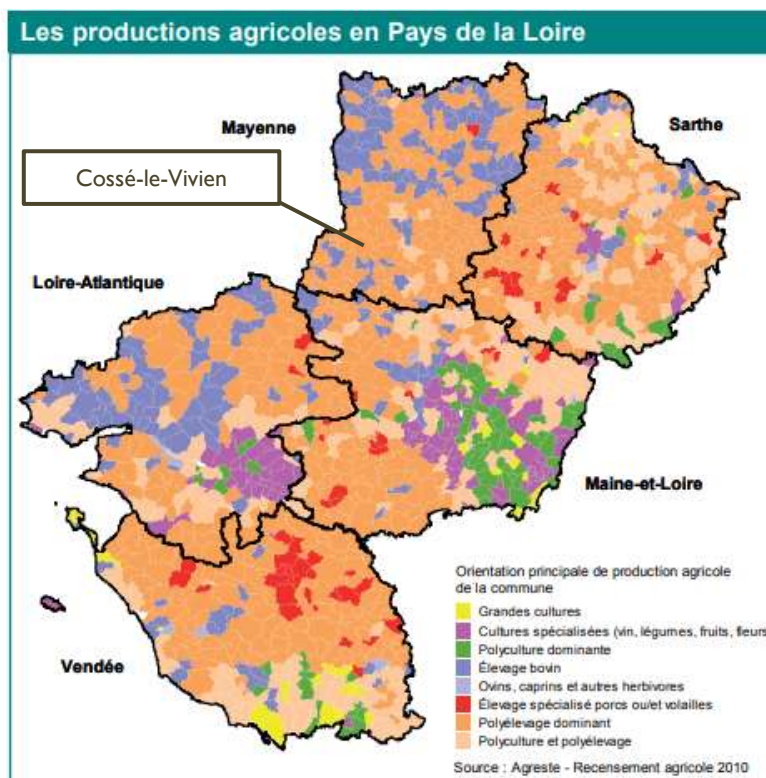 Les productions agricoles en Pays de la Loire
Mayenne
Sarthe
Cossé-le-Vivien
Loire-Atlantique
Maine-et-Loire
Vendée
Orientation principale de production agricole
de la commune
Grandes cultures
Cultures spécialisées (vin, légumes, fruits, fleurs
Polyculture dominante
Élevage bovin
Ovins, caprins et autres herbivores
Élevage spécialisé porcs ou/et volailles
Polyélevage dominant
Polyculture et polyélevage
Source : Agreste - Recensement agricole 2010